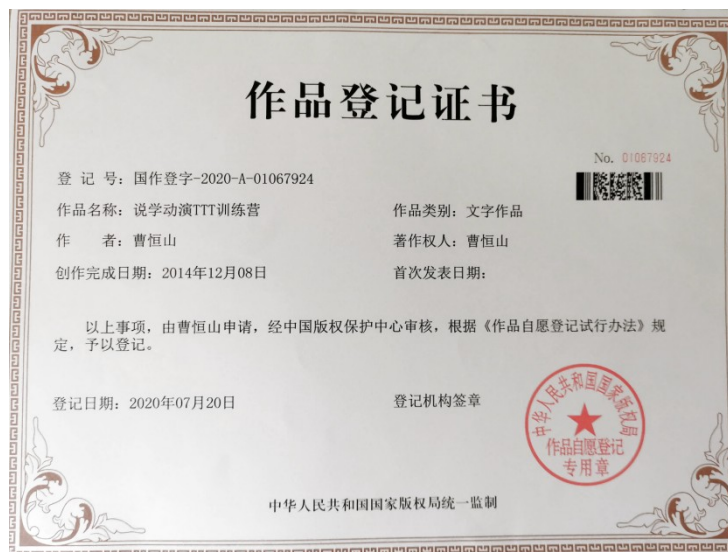 作品登记证书
No. 01067924
登 记 号：国作登字-2020-A-01067924
作品名称：说学动演TTT训练营
作品类别：文字作品
作 者：曹恒山
著作权人：曹恒山
创作完成日期：2014年12月08日
首次发表日期：
以上事项，由曹恒山申请，经中国版权保护中心审核，根据《作品自愿登记试行办法》规
定，予以登记。
登记日期：2020年07月20日
登记机构签章
中华人民共和国国家版权局
作品自愿登记
专用章
中华人民共和国国家版权局统一监制